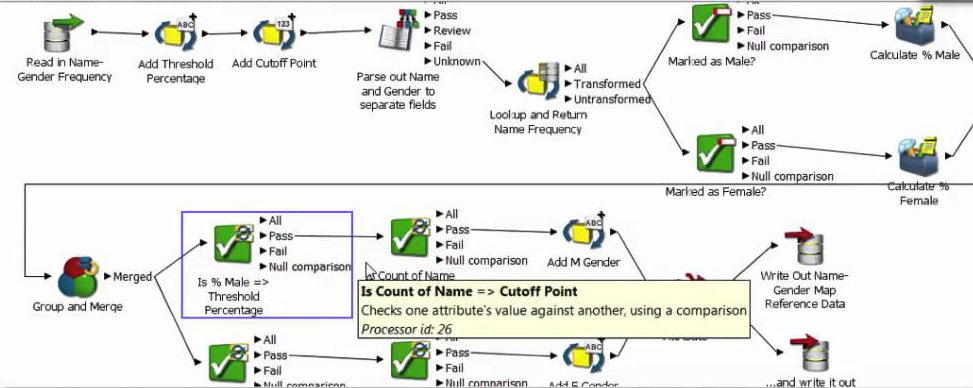 All
Pass
Review
Fail
Unknown
Read in Name-
Gender Frequency
ABC
Add Threshold
Percentage
123
Add Cutoff Point
Parse out Name
and Gender to
separate fields
All
Transformed
Untransformed
Lookup and Return
Name Frequency
All
Pass
Fail
Null comparison
Marked as Male?
Calculate % Male
All
Pass
Fail
Null comparison
Marked as Female?
Calculate %
Female
Merged
Group and Merge
All
Pass
Fail
Null comparison
Is % Male =>
Threshold
Percentage
All
Pass
Fail
Null comparison
Count of Name
ABC
Add M Gender
Write Out Name-
Gender Map
Reference Data
Is Count of Name => Cutoff Point
Checks one attribute's value against another, using a comparison
Processor id: 26
All
Pass
Fail
Null comparison
All
Pass
Fail
Null comparison
ABC
Add F Gender
...and write it out